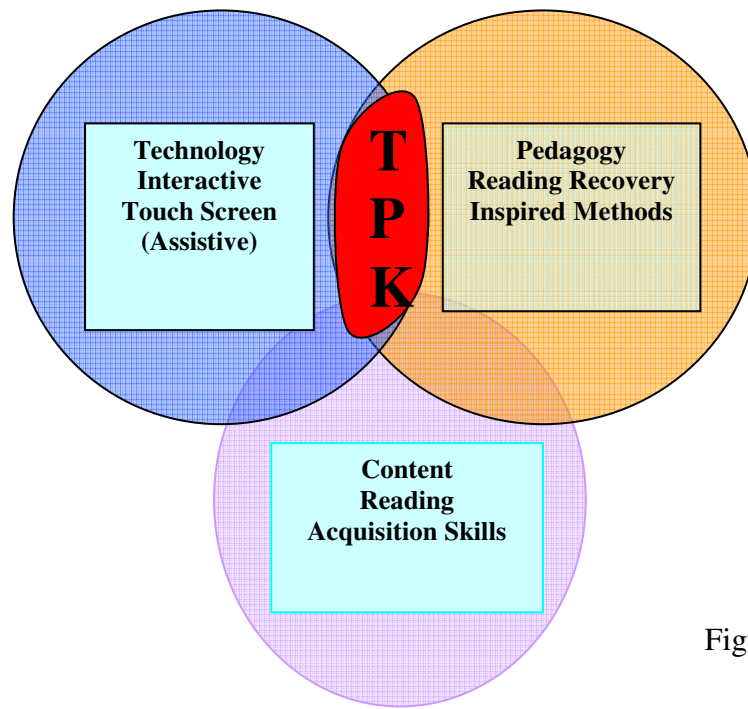 Technology
Interactive
Touch Screen
(Assistive)
T
P
K
Pedagogy
Reading Recovery
Inspired Methods
Content
Reading
Acquisition Skills
Fig